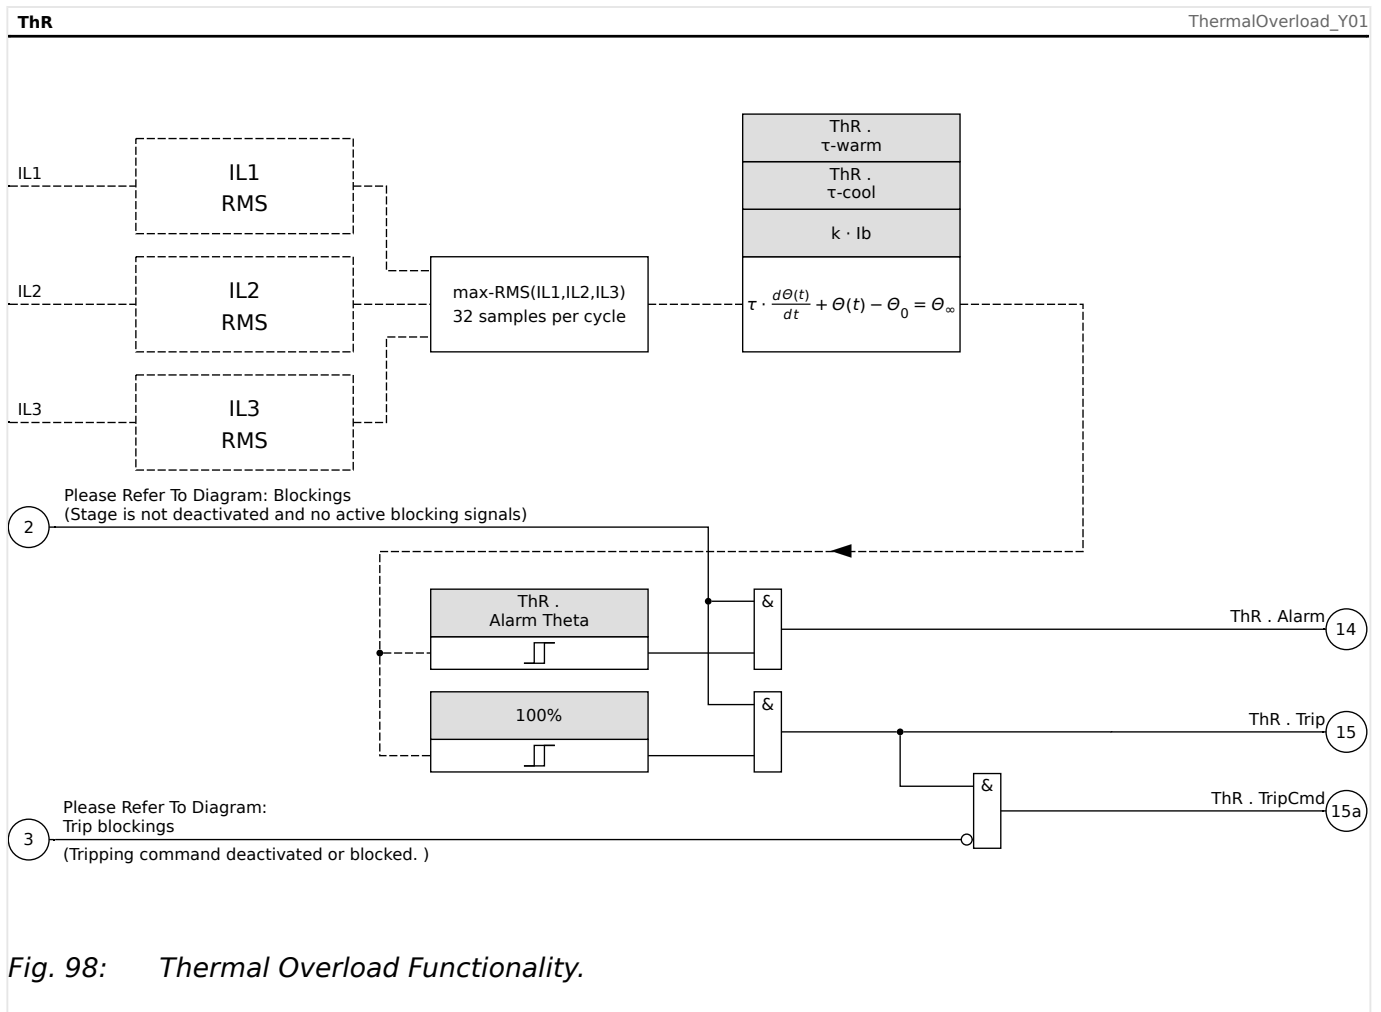 ThR
ThermalOverload_Y01
ThR .
τ-warm
ThR .
τ-cool
k · Ib
τ · dΘ(t)/dt + Θ(t) − Θ₀ = Θ∞
IL1
IL1
RMS
IL2
IL2
RMS
max-RMS(IL1,IL2,IL3)
32 samples per cycle
IL3
IL3
RMS
Please Refer To Diagram: Blockings
(Stage is not deactivated and no active blocking signals)
2
ThR .
Alarm Theta
&
ThR . Alarm
14
100%
&
ThR . Trip
15
&
ThR . TripCmd
15a
Please Refer To Diagram:
Trip blockings
3
(Tripping command deactivated or blocked. )
Fig. 98: Thermal Overload Functionality.